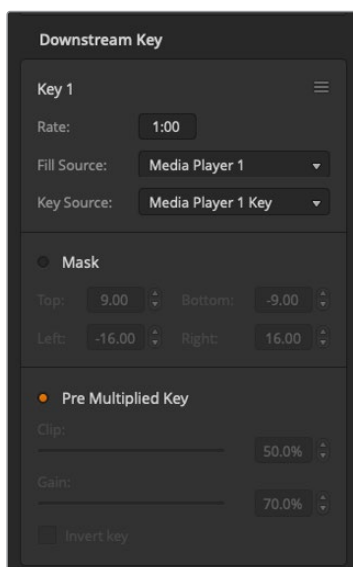 Downstream Key
Key 1
Rate: 1:00
Fill Source: Media Player 1
Key Source: Media Player 1 Key
Mask
Top: 9.00 Bottom: -9.00
Left: -16.00 Right: 16.00
Pre Multiplied Key
Clip:
50.0%
Gain:
70.0%
Invert key